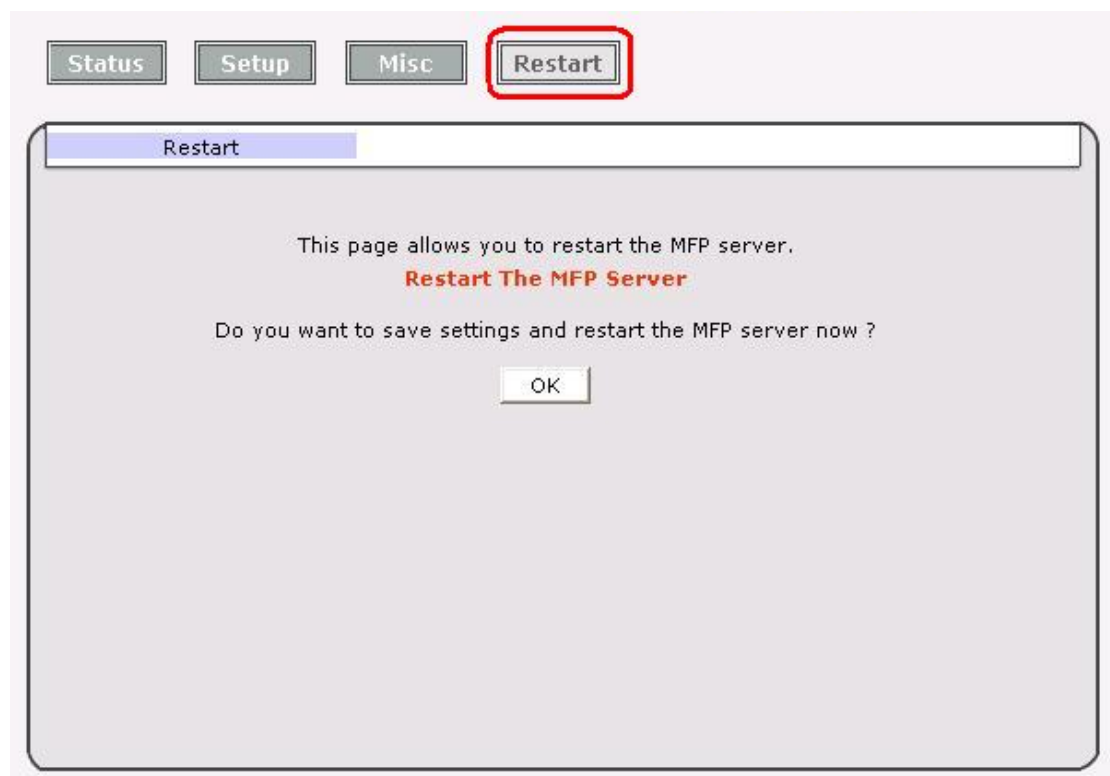 Status Setup Misc Restart
Restart
This page allows you to restart the MFP server.
Restart The MFP Server
Do you want to save settings and restart the MFP server now ?
OK